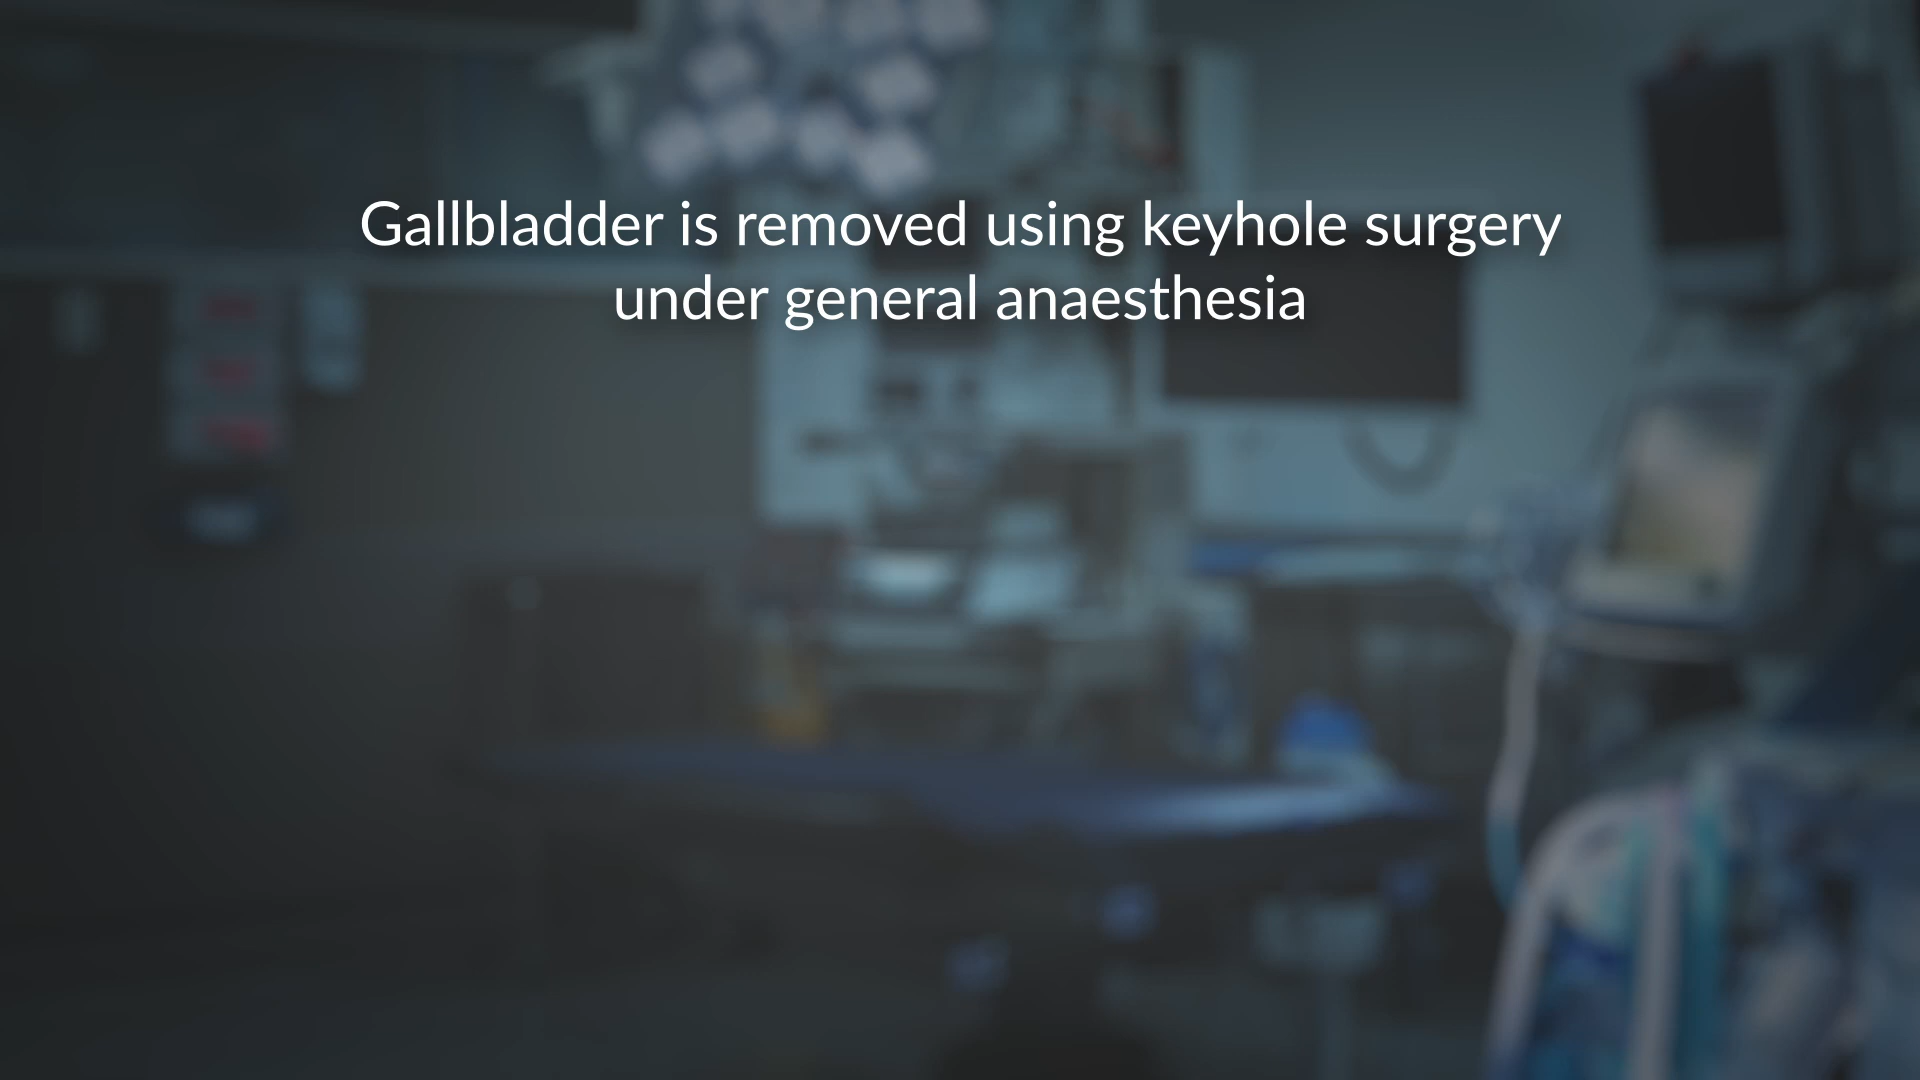 Gallbladder is removed using keyhole surgery
under general anaesthesia